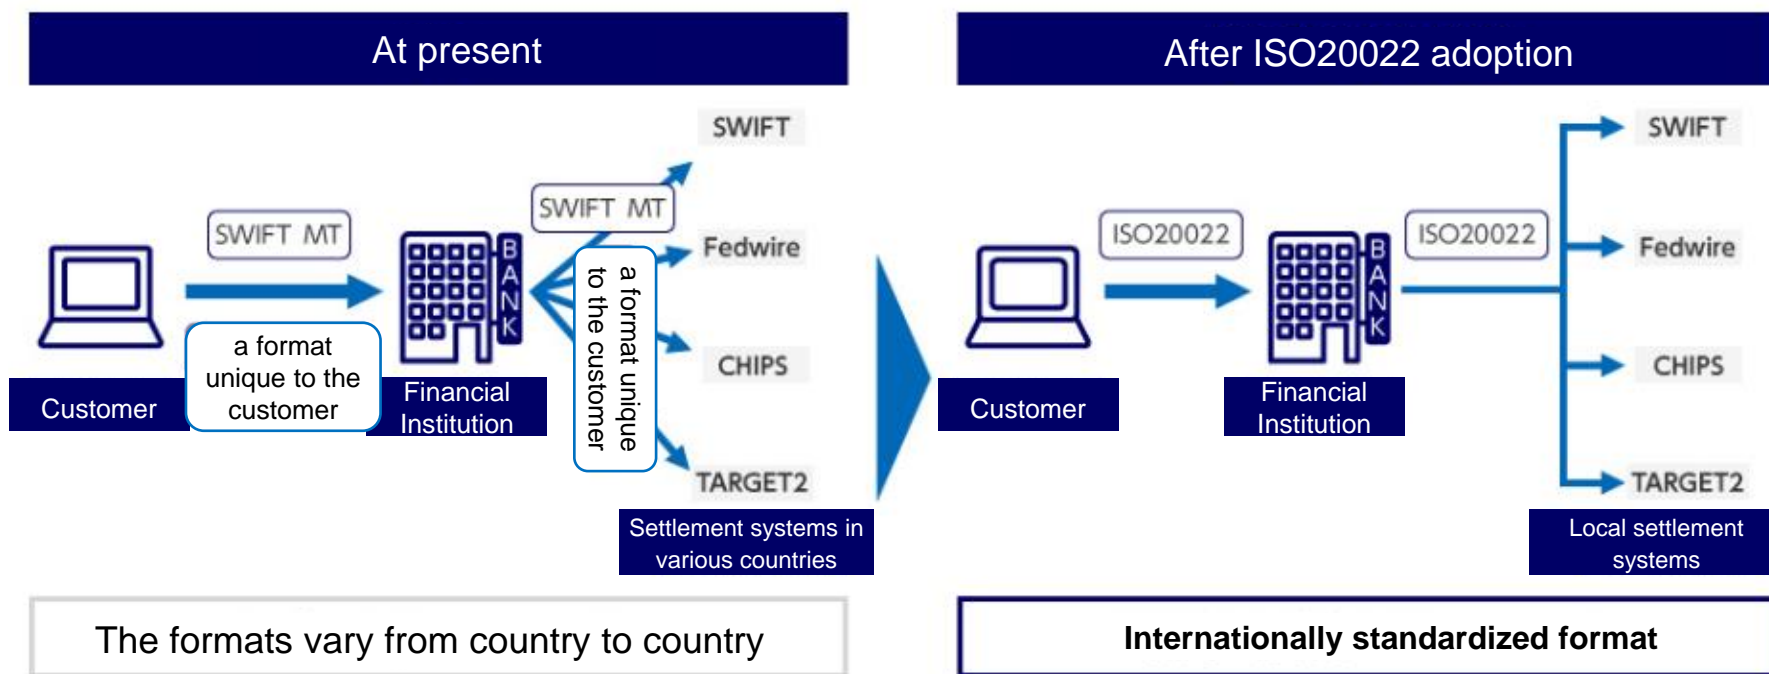 At present
SWIFT
SWIFT MT
SWIFT MT
Fedwire
BANK
a format unique
to the customer
a format
unique to the
customer
CHIPS
Customer
Financial
Institution
TARGET2
Settlement systems in
various countries
The formats vary from country to country
After ISO20022 adoption
SWIFT
ISO20022
ISO20022
Fedwire
BANK
CHIPS
Customer
Financial
Institution
TARGET2
Local settlement
systems
Internationally standardized format